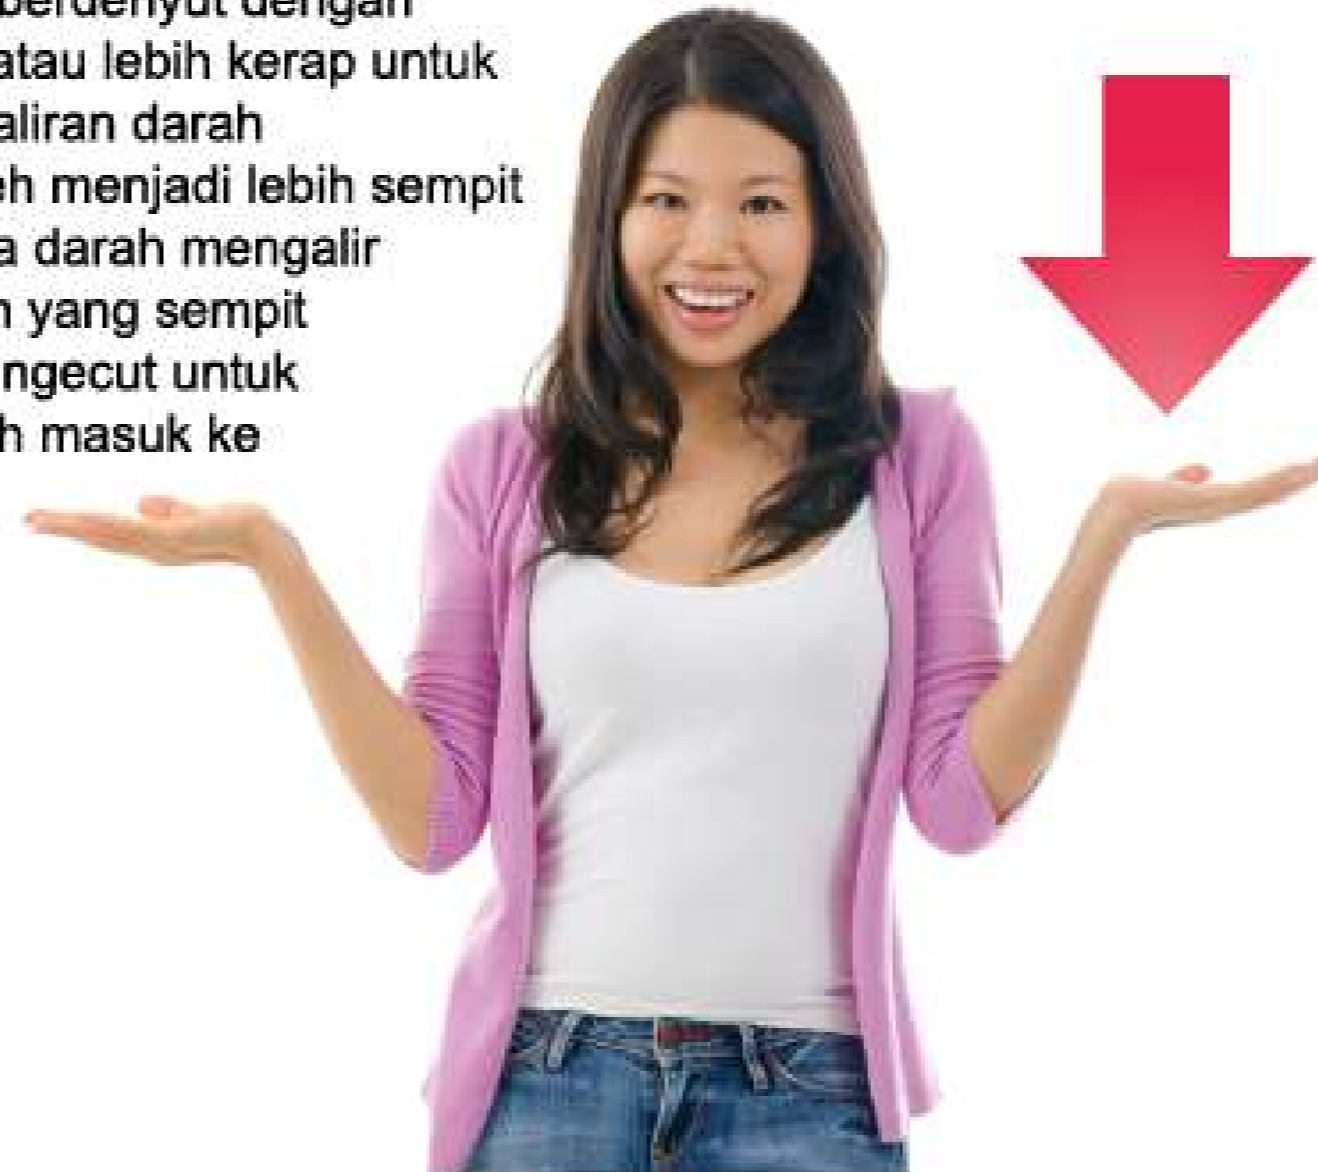 berdenyut dengan
atau lebih kerap untuk
aliran darah
eh menjadi lebih sempit
a darah mengalir
n yang sempit
ngecut untuk
h masuk ke